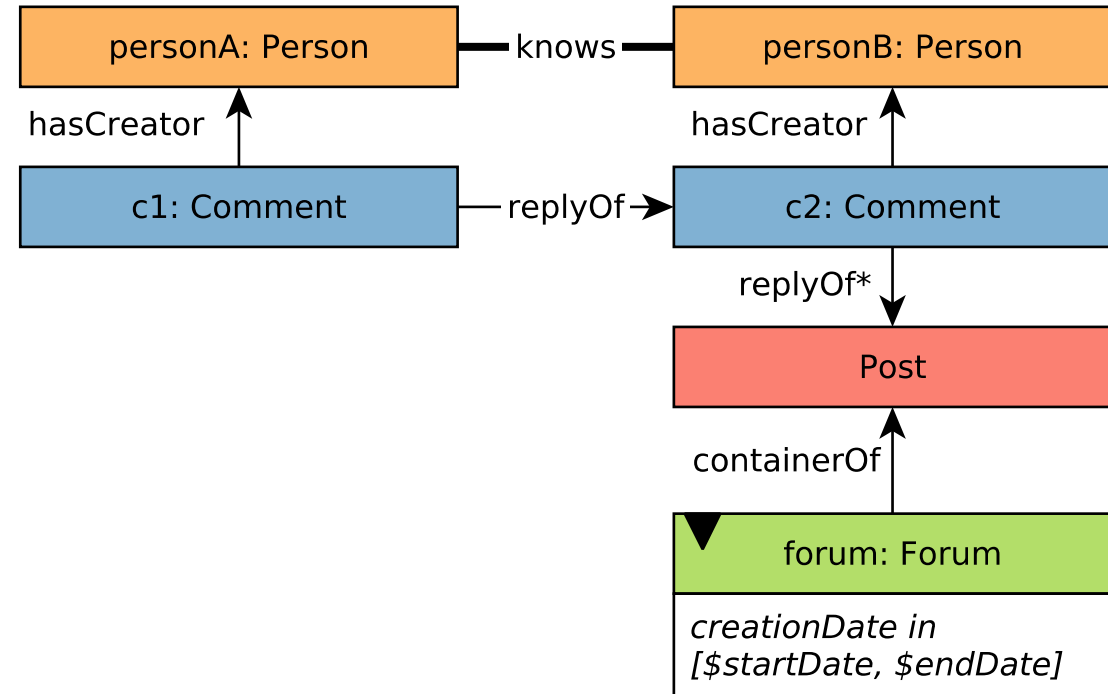 personA: Person
knows
personB: Person
hasCreator
hasCreator
c1: Comment
replyOf
c2: Comment
replyOf*
Post
containerOf
forum: Forum
creationDate in
[$startDate, $endDate]